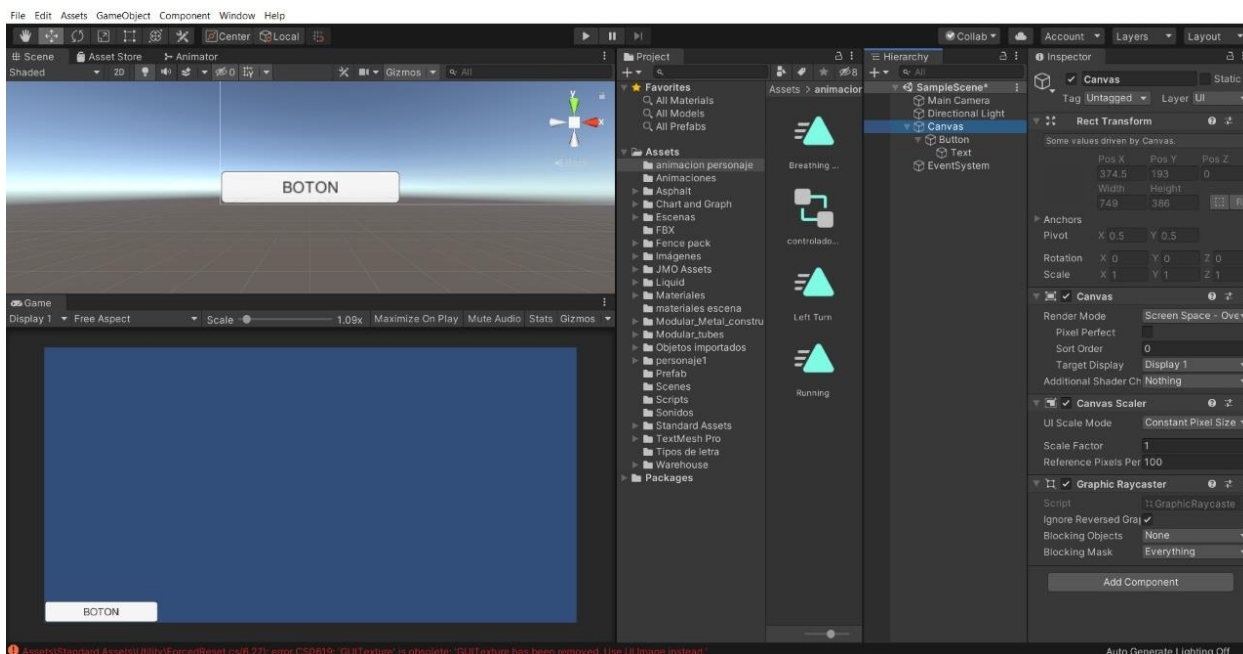 File Edit Assets GameObject Component Window Help
Center Local
Collab Account Layers Layout
Scene Asset Store Animator
Shaded 2D 0 Gizmos All
BOTON
Game
Display 1 Free Aspect Scale 1.09x Maximize On Play Mute Audio Stats Gizmos
BOTON
Project
8
Favorites
All Materials
All Models
All Prefabs
Assets
animacion personaje
Animaciones
Asphalt
Chart and Graph
Escenas
FBX
Fence pack
Imágenes
JMO Assets
Liquid
Materiales
materiales escena
Modular_Metal_constru
Modular_tubes
Objetos importados
personaje1
Prefab
Scenes
Scripts
Sonidos
Standard Assets
TextMesh Pro
Tipos de letra
Warehouse
Packages
Assets > animacior
Breathing ...
controlado...
Left Turn
Running
Hierarchy
All
SampleScene*
Main Camera
Directional Light
Canvas
Button
Text
EventSystem
Inspector
Canvas Static
Tag Untagged Layer UI
Rect Transform
Some values driven by Canvas.
Pos X Pos Y Pos Z
374.5 193 0
Width Height
749 386
Anchors
Pivot X 0.5 Y 0.5
Rotation X 0 Y 0 Z 0
Scale X 1 Y 1 Z 1
Canvas
Render Mode Screen Space - Ove
Pixel Perfect
Sort Order 0
Target Display Display 1
Additional Shader Ch Nothing
Canvas Scaler
UI Scale Mode Constant Pixel Size
Scale Factor 1
Reference Pixels Per 100
Graphic Raycaster
Script GraphicRaycaste
Ignore Reversed Grap
Blocking Objects None
Blocking Mask Everything
Add Component
Assets\Standard Assets\Utility\ForcedReset.cs(6,27): error CS0619: 'GUITexture' is obsolete: 'GUITexture has been removed. Use UI.Image instead.'
Auto Generate Lighting Off